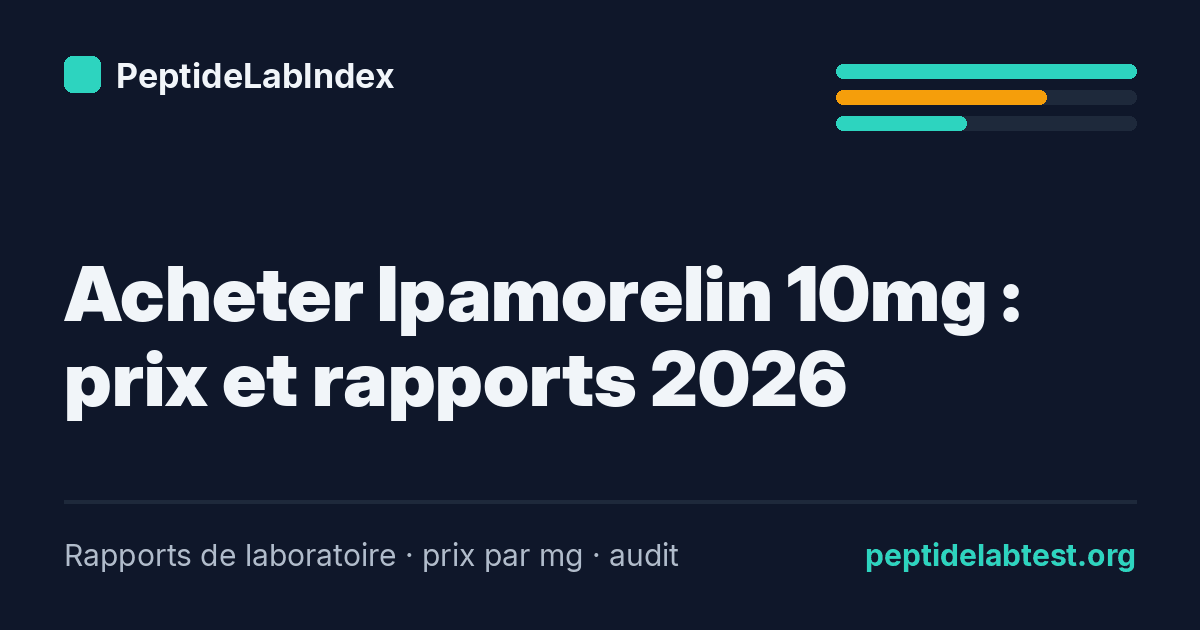 PeptideLabIndex
Acheter Ipamorelin 10mg :
prix et rapports 2026
Rapports de laboratoire · prix par mg · audit
peptidelabtest.org